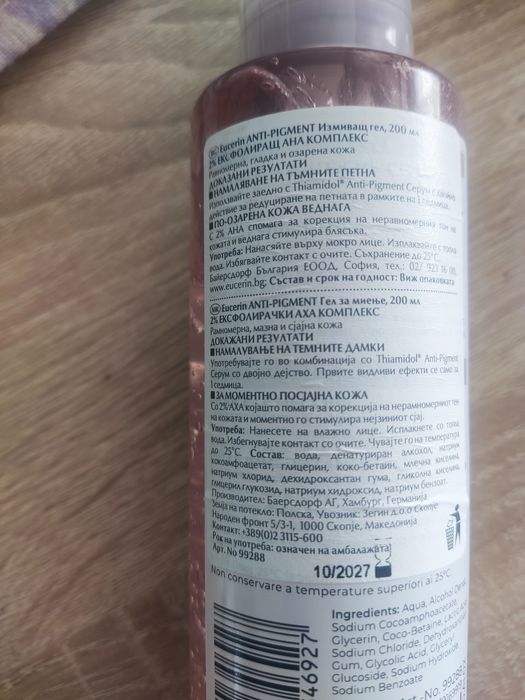 BG Eucerin ANTI-PIGMENT Измиващ гел, 200 мл
2% ЕКСФОЛИРАЩ АНА КОМПЛЕКС
Равномерна, гладка и озарена кожа
ДОКАЗАНИ РЕЗУЛТАТИ
НАМАЛЯВАНЕ НА ТЪМНИТЕ ПЕТНА
Използвайте заедно с Thiamidol® Anti-Pigment Серум с двойно
действие за редуциране на петната в рамките на 1 седмица.
ПО-ОЗАРЕНА КОЖА ВЕДНАГА
С 2% АНА спомага за корекция на неравномерния тон на
кожата и веднага стимулира блясъка.
Употреба: Нанасяйте върху мокро лице. Изплаквайте с топла
вода. Избягвайте контакт с очите. Съхранение до 25°C.
Байерсдорф България ЕООД, София, тел.: 027 923 16 00,
www.eucerin.bg; Състав и срок на годност: Виж опаковката
MK Eucerin ANTI-PIGMENT Гел за миење, 200 мл
2% ЕКСФОЛИРАЧКИ АХА КОМПЛЕКС
Рамномерна, мазна и сјајна кожа
ДОКАЖАНИ РЕЗУЛТАТИ
НАМАЛУВАЊЕ НА ТЕМНИТЕ ДАМКИ
Употребувајте го во комбинација со Thiamidol® Anti-Pigment
Серум со двојно дејство. Првите видливи ефекти се само за
1 седмица.
ЗА МОМЕНТНО ПОСЈАЈНА КОЖА
Со 2% АХА којашто помага за корекција на нерамномерниот тен
на кожата и моментно го стимулира нејзиниот сјај.
Употреба: Нанесете на влажно лице. Исплакнете со топла
вода. Избегнувајте контакт со очите. Чувајте го на температура
до 25°C. Состав: вода, денатуриран алкохол, натриум
кокоамфоацетат, глицерин, коко-бетаин, млечна киселина,
натриум хлорид, дехидроксантан гума, гликолна киселина,
глицерил глукозид, натриум хидроксид, натриум бензоат.
Производител: Баерсдорф АГ, Хамбург, Германија
Земја на потекло: Полска, Увозник: Зегин д.о.о Скопје
Народен фронт 5/3-1, 1000 Скопје, Македонија
Контакт: +389(0)2 3115-600
Рок на употреба: означен на амбалажата
Art. No 99288
10/2027
Non conservare a temperature superiori ai 25°C.
Ingredients: Aqua, Alcohol Denat.,
Sodium Cocoamphoacetate,
Glycerin, Coco-Betaine, Lactic Acid,
Sodium Chloride, Dehydroxanthan
Gum, Glycolic Acid, Glyceryl
Glucoside, Sodium Hydroxide,
Sodium Benzoate
46927
No. 99288